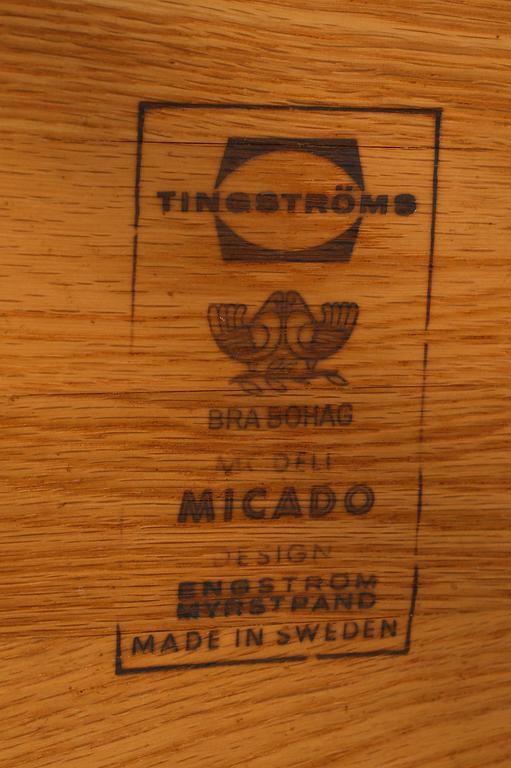 TINGSTRÖMS
BRA BOHAG
MODELL
MICADO
DESIGN
ENGSTRÖM
MYRSTRAND
MADE IN SWEDEN